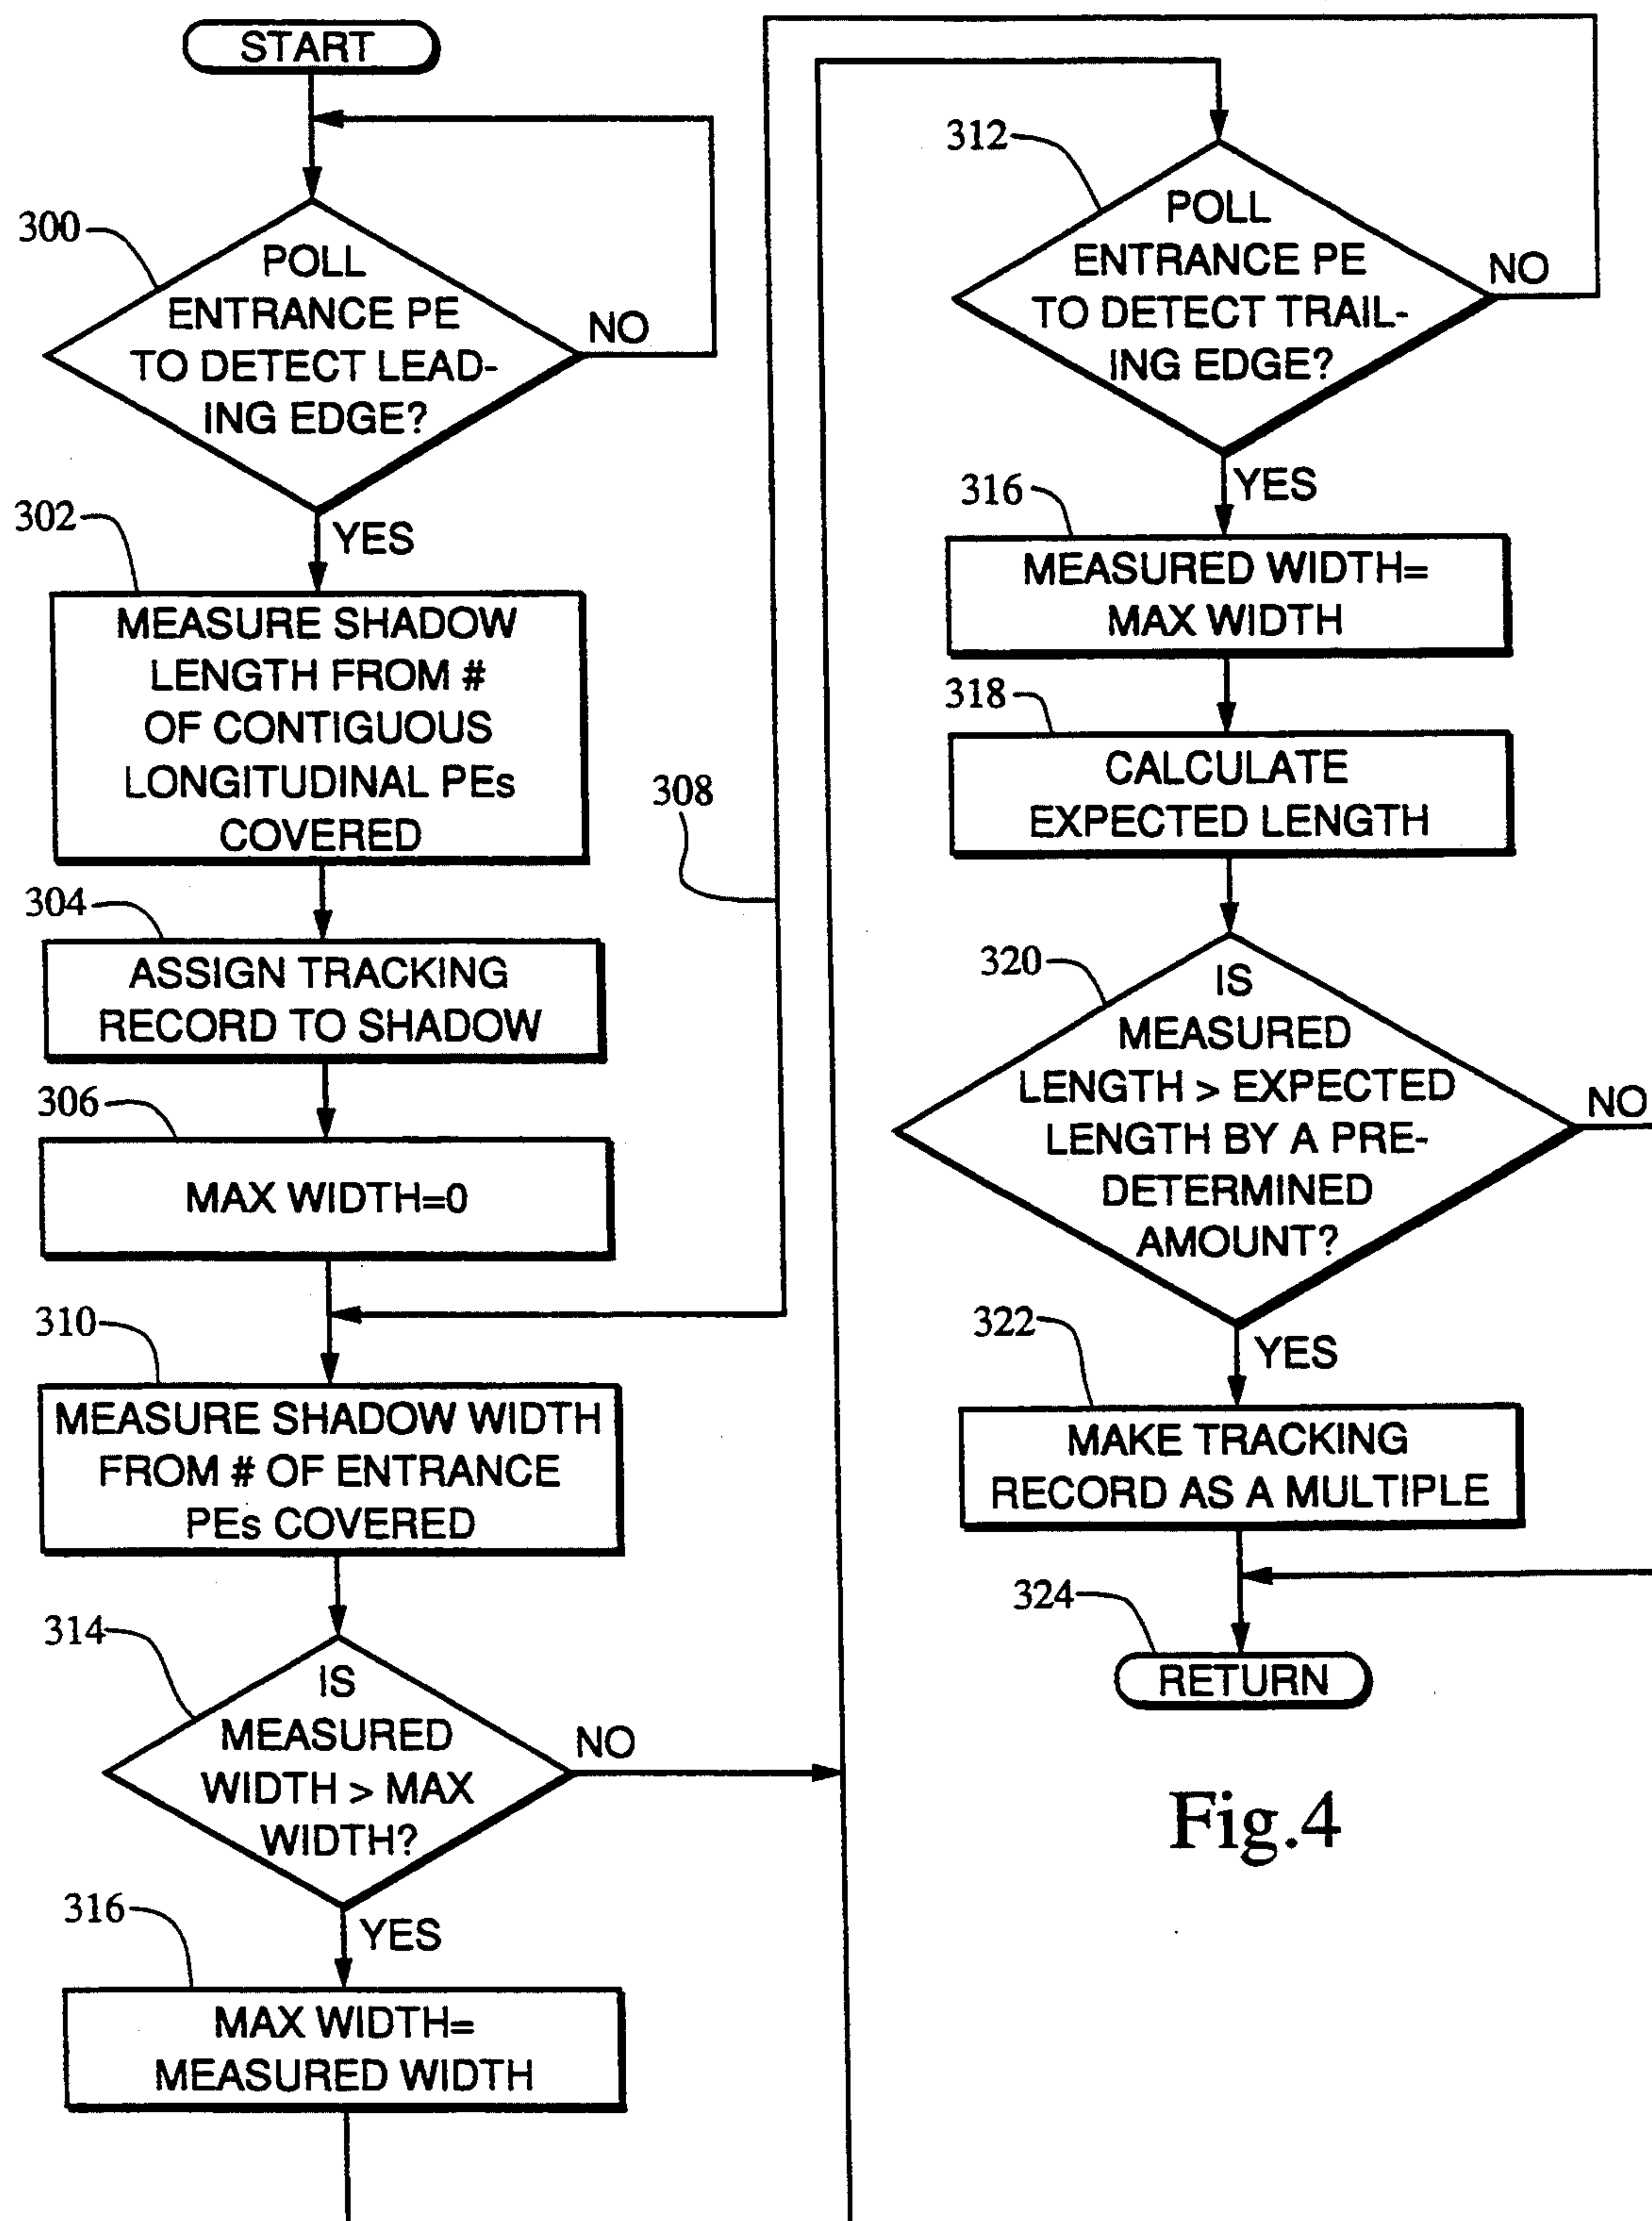 START
300
POLL
ENTRANCE PE
TO DETECT LEAD-
ING EDGE?
NO
YES
302
MEASURE SHADOW
LENGTH FROM #
OF CONTIGUOUS
LONGITUDINAL PEs
COVERED
304
ASSIGN TRACKING
RECORD TO SHADOW
306
MAX WIDTH=0
308
310
MEASURE SHADOW WIDTH
FROM # OF ENTRANCE
PEs COVERED
314
IS
MEASURED
WIDTH > MAX
WIDTH?
NO
YES
316
MAX WIDTH=
MEASURED WIDTH
312
POLL
ENTRANCE PE
TO DETECT TRAIL-
ING EDGE?
NO
YES
316
MEASURED WIDTH=
MAX WIDTH
318
CALCULATE
EXPECTED LENGTH
320
IS
MEASURED
LENGTH > EXPECTED
LENGTH BY A PRE-
DETERMINED
AMOUNT?
NO
YES
322
MAKE TRACKING
RECORD AS A MULTIPLE
324
RETURN
Fig.4